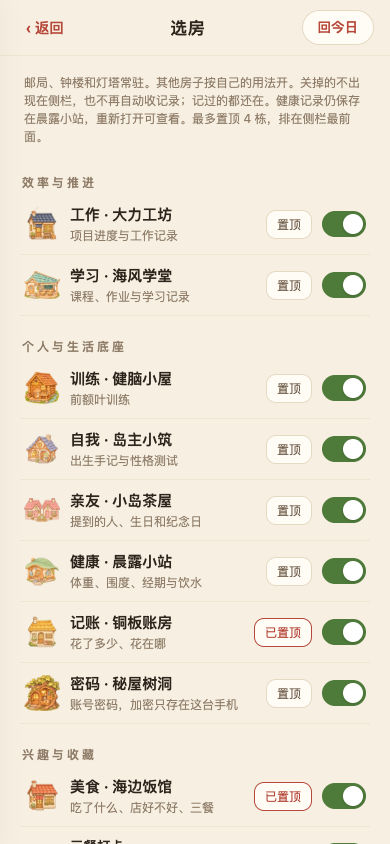 ‹ 返回
选房
回今日
邮局、钟楼和灯塔常驻。其他房子按自己的用法开。关掉的不出
现在侧栏，也不再自动收记录；记过的都还在。健康记录仍保存
在晨露小站，重新打开可查看。最多置顶 4 栋，排在侧栏最前
面。
效率与推进
工作 · 大力工坊
项目进度与工作记录
置顶
学习 · 海风学堂
课程、作业与学习记录
置顶
个人与生活底座
训练 · 健脑小屋
前额叶训练
置顶
自我 · 岛主小筑
出生手记与性格测试
置顶
亲友 · 小岛茶屋
提到的人、生日和纪念日
置顶
健康 · 晨露小站
体重、围度、经期与饮水
置顶
记账 · 铜板账房
花了多少、花在哪
已置顶
密码 · 秘屋树洞
账号密码，加密只存在这台手机
置顶
兴趣与收藏
美食 · 海边饭馆
吃了什么、店好不好、三餐
已置顶